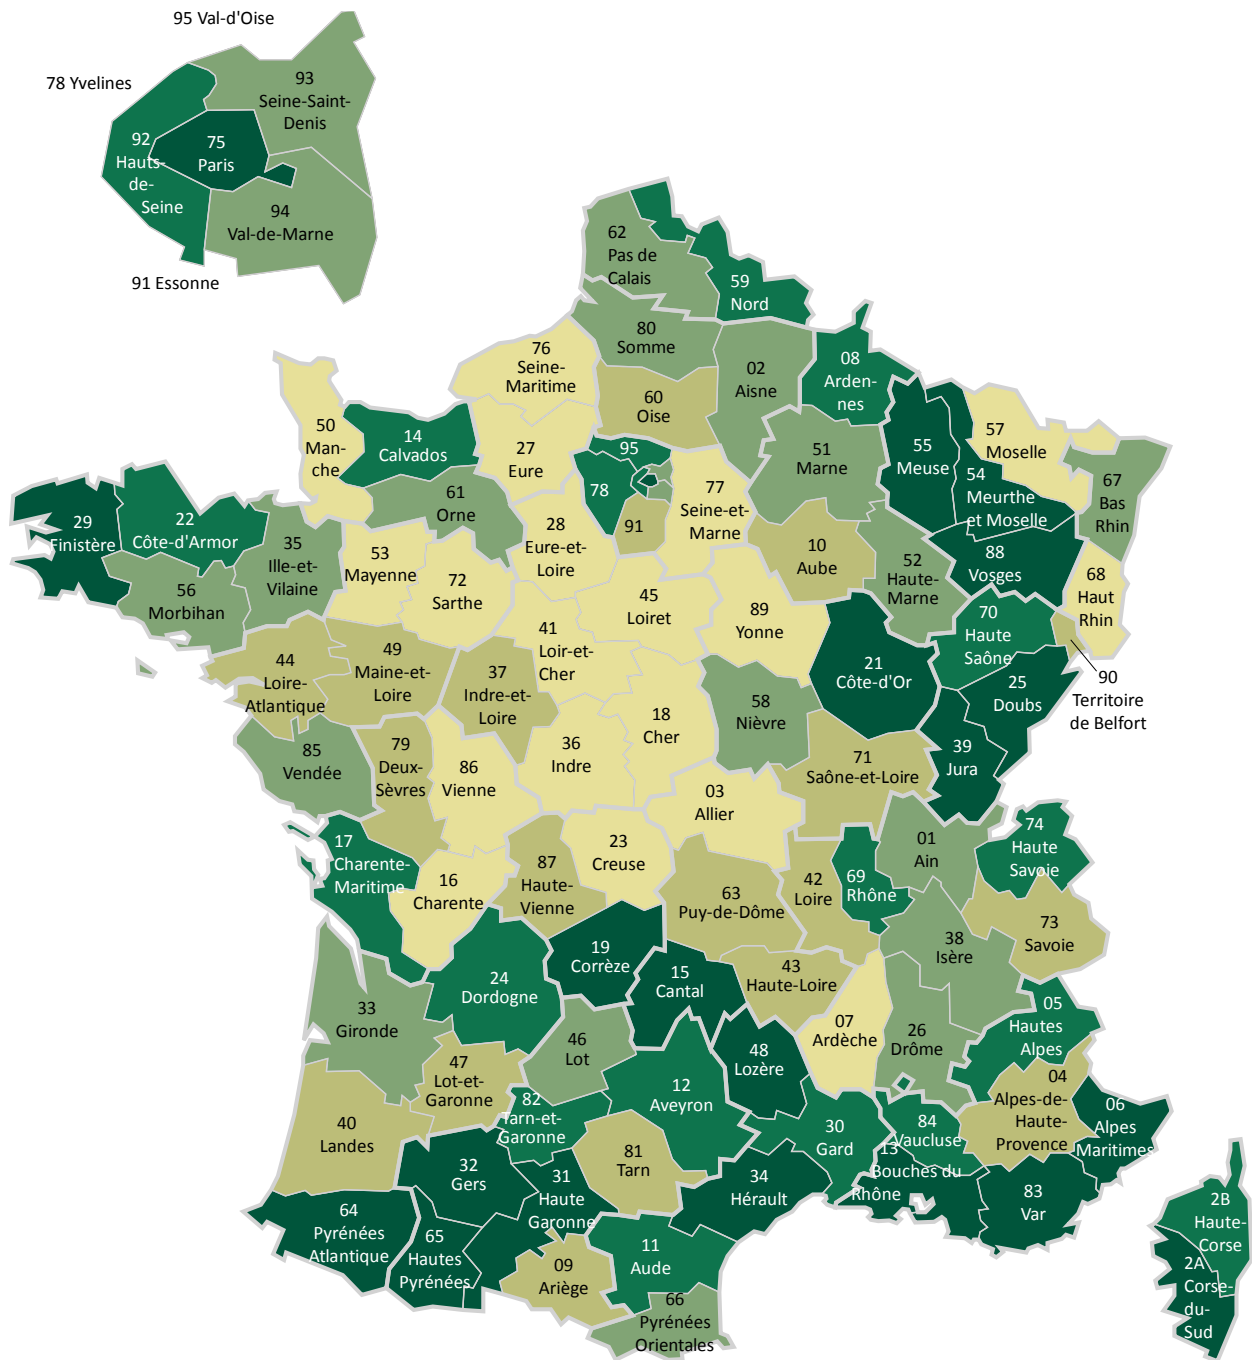 95 Val-d'Oise
78 Yvelines
93
Seine-Saint-
Denis
92
Hauts-
de-
Seine
75
Paris
94
Val-de-Marne
91 Essonne
62
Pas de
Calais
59
Nord
80
Somme
02
Aisne
08
Arden-
nes
76
Seine-
Maritime
60
Oise
50
Man-
che
14
Calvados
27
Eure
95
78
91
77
Seine-et-
Marne
51
Marne
55
Meuse
57
Moselle
54
Meurthe
et Moselle
67
Bas
Rhin
29
Finistère
22
Côte-d'Armor
35
Ille-et-
Vilaine
56
Morbihan
61
Orne
53
Mayenne
72
Sarthe
28
Eure-et-
Loire
10
Aube
52
Haute-
Marne
88
Vosges
68
Haut
Rhin
70
Haute
Saône
90
Territoire
de Belfort
45
Loiret
89
Yonne
41
Loir-et-
Cher
44
Loire-
Atlantique
49
Maine-et-
Loire
37
Indre-et-
Loire
21
Côte-d'Or
25
Doubs
58
Nièvre
18
Cher
36
Indre
39
Jura
71
Saône-et-Loire
85
Vendée
79
Deux-
Sèvres
86
Vienne
03
Allier
17
Charente-
Maritime
16
Charente
87
Haute-
Vienne
23
Creuse
63
Puy-de-Dôme
42
Loire
69
Rhône
01
Ain
74
Haute
Savoie
73
Savoie
38
Isère
19
Corrèze
15
Cantal
43
Haute-Loire
24
Dordogne
33
Gironde
07
Ardèche
26
Drôme
05
Hautes
Alpes
46
Lot
48
Lozère
12
Aveyron
47
Lot-et-
Garonne
82
Tarn-et-
Garonne
40
Landes
04
Alpes-de-
Haute-
Provence
06
Alpes
Maritimes
84
Vaucluse
30
Gard
13
Bouches du
Rhône
83
Var
81
Tarn
32
Gers
31
Haute
Garonne
34
Hérault
64
Pyrénées
Atlantique
65
Hautes
Pyrénées
09
Ariège
11
Aude
66
Pyrénées
Orientales
2B
Haute-
Corse
2A
Corse-
du-
Sud